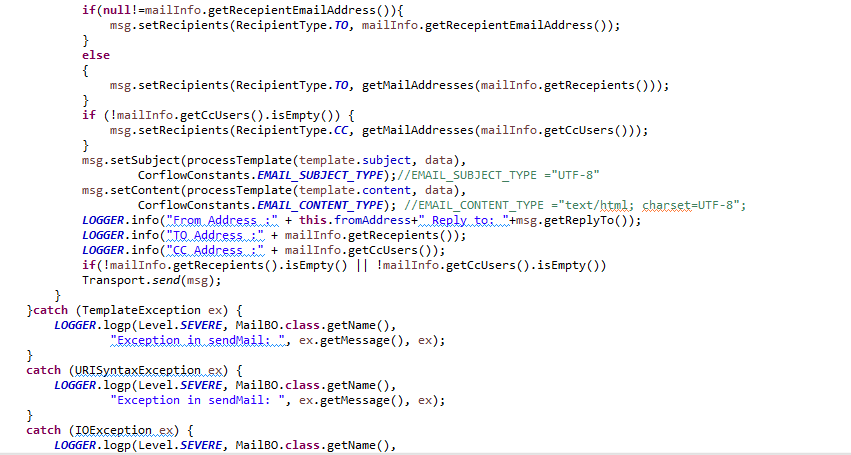 if(null!=mailInfo.getRecepientEmailAddress()){
msg.setRecipients(RecipientType.TO, mailInfo.getRecepientEmailAddress());
}
else
{
msg.setRecipients(RecipientType.TO, getMailAddresses(mailInfo.getRecepients()));
}
if (!mailInfo.getCcUsers().isEmpty()) {
msg.setRecipients(RecipientType.CC, getMailAddresses(mailInfo.getCcUsers()));
}
msg.setSubject(processTemplate(template.subject, data),
CorflowConstants.EMAIL_SUBJECT_TYPE);//EMAIL_SUBJECT_TYPE ="UTF-8"
msg.setContent(processTemplate(template.content, data),
CorflowConstants.EMAIL_CONTENT_TYPE); //EMAIL_CONTENT_TYPE ="text/html; charset=UTF-8";
LOGGER.info("From Address :" + this.fromAddress+" Reply to: "+msg.getReplyTo());
LOGGER.info("TO Address :" + mailInfo.getRecepients());
LOGGER.info("CC Address :" + mailInfo.getCcUsers());
if(!mailInfo.getRecepients().isEmpty() || !mailInfo.getCcUsers().isEmpty())
Transport.send(msg);
}
}catch (TemplateException ex) {
LOGGER.logp(Level.SEVERE, MailBO.class.getName(),
"Exception in sendMail: ", ex.getMessage(), ex);
}
catch (URISyntaxException ex) {
LOGGER.logp(Level.SEVERE, MailBO.class.getName(),
"Exception in sendMail: ", ex.getMessage(), ex);
}
catch (IOException ex) {
LOGGER.logp(Level.SEVERE, MailBO.class.getName(),